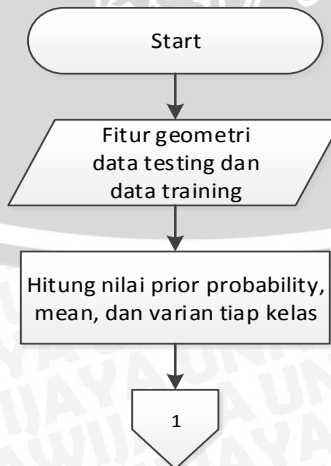 Start
Fitur geometri
data testing dan
data training
Hitung nilai prior probability,
mean, dan varian tiap kelas
1